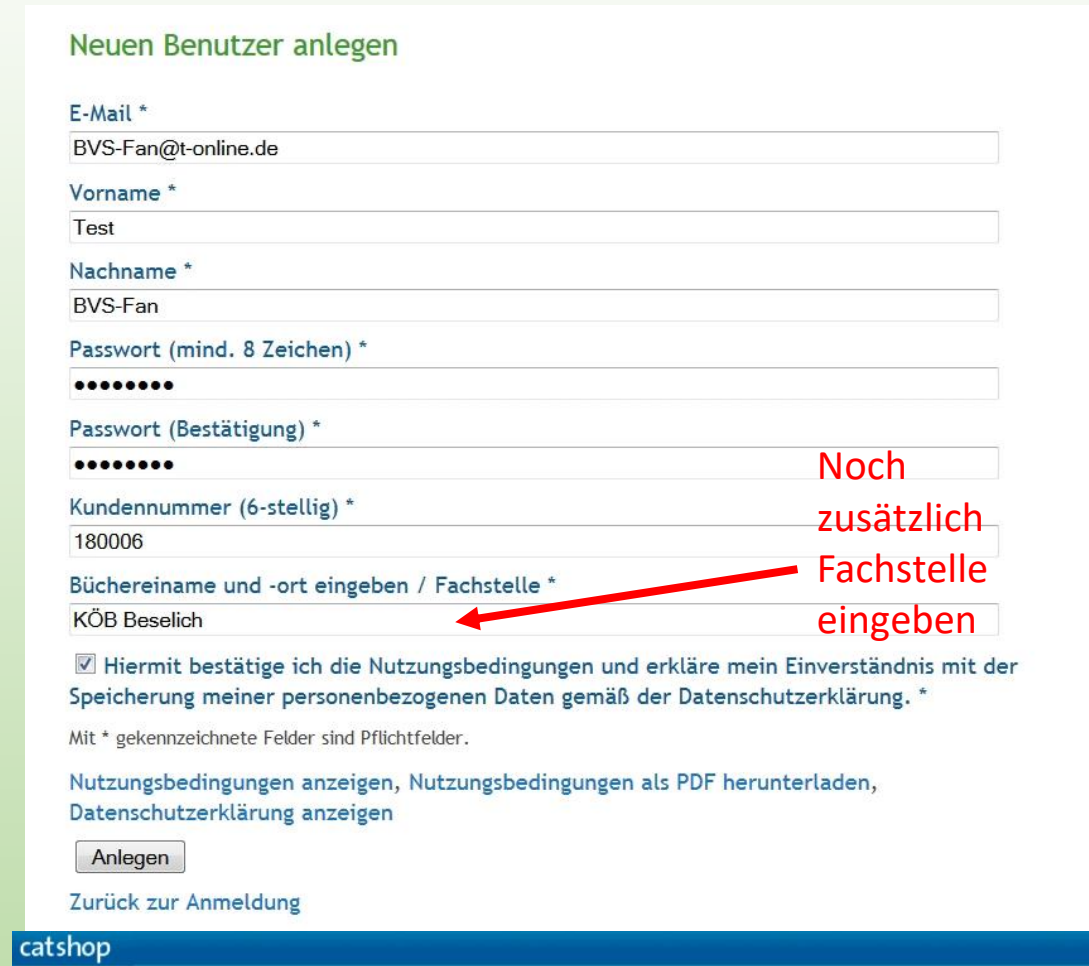 Neuen Benutzer anlegen
E-Mail *
BVS-Fan@t-online.de
Vorname *
Test
Nachname *
BVS-Fan
Passwort (mind. 8 Zeichen) *
••••••••
Passwort (Bestätigung) *
••••••••
Kundennummer (6-stellig) *
180006
Büchereiname und -ort eingeben / Fachstelle *
KÖB Beselich
Noch
zusätzlich
Fachstelle
eingeben
Hiermit bestätige ich die Nutzungsbedingungen und erkläre mein Einverständnis mit der
Speicherung meiner personenbezogenen Daten gemäß der Datenschutzerklärung. *
Mit * gekennzeichnete Felder sind Pflichtfelder.
Nutzungsbedingungen anzeigen, Nutzungsbedingungen als PDF herunterladen,
Datenschutzerklärung anzeigen
Anlegen
Zurück zur Anmeldung
catshop